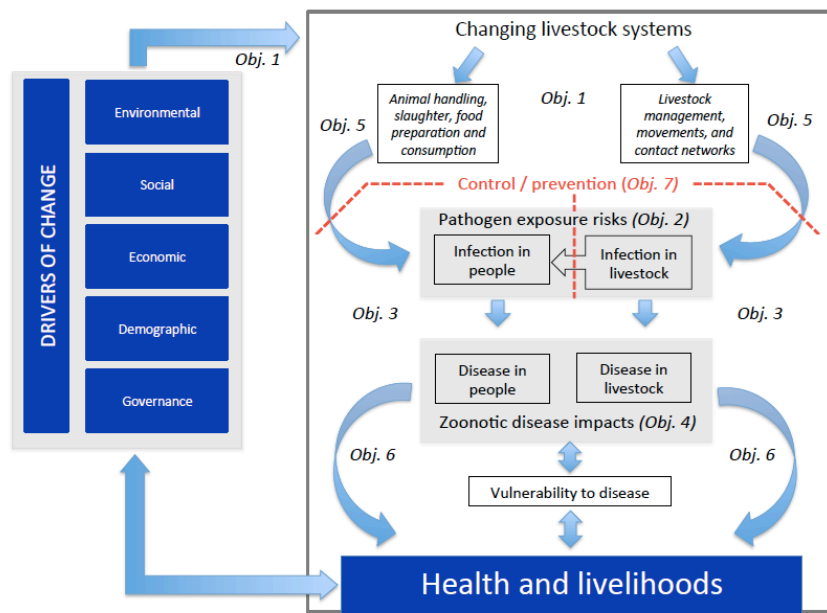 Obj. 1
DRIVERS OF CHANGE
Environmental
Social
Economic
Demographic
Governance
Changing livestock systems
Obj. 1
Animal handling,
slaughter, food
preparation and
consumption
Livestock
management,
movements, and
contact networks
Obj. 5
Obj. 5
Control / prevention (Obj. 7)
Pathogen exposure risks (Obj. 2)
Infection in
people
Infection in
livestock
Obj. 3
Obj. 3
Disease in
people
Disease in
livestock
Zoonotic disease impacts (Obj. 4)
Obj. 6
Obj. 6
Vulnerability to disease
Health and livelihoods